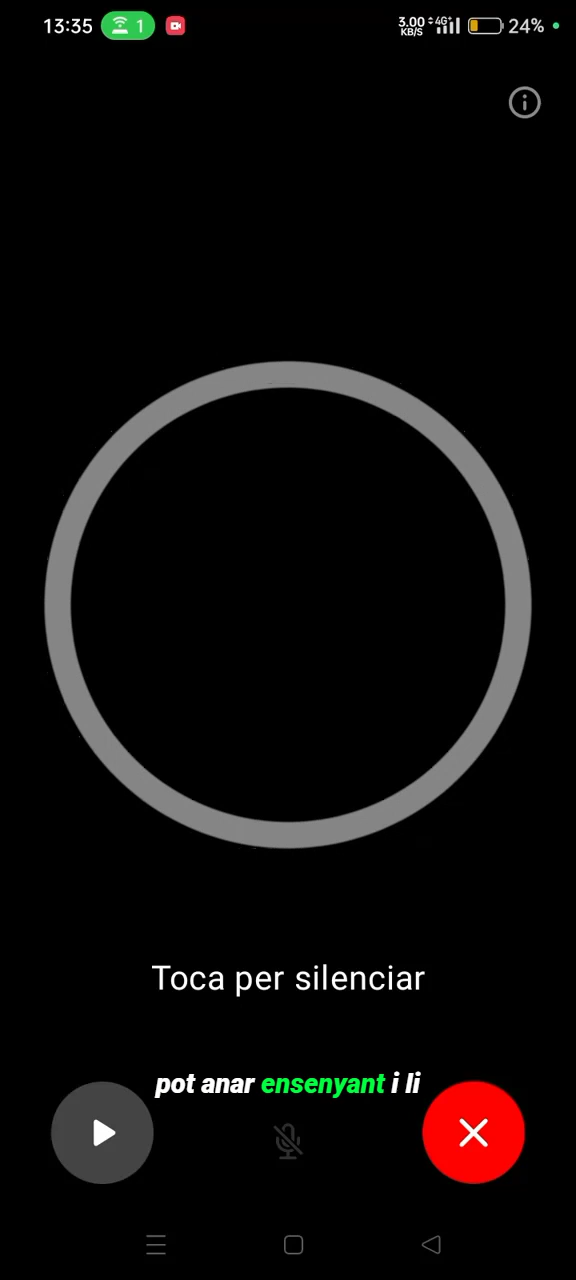 13:35 1 3.00 KB/S 4G+ 24%
Toca per silenciar
pot anar ensenyant i li